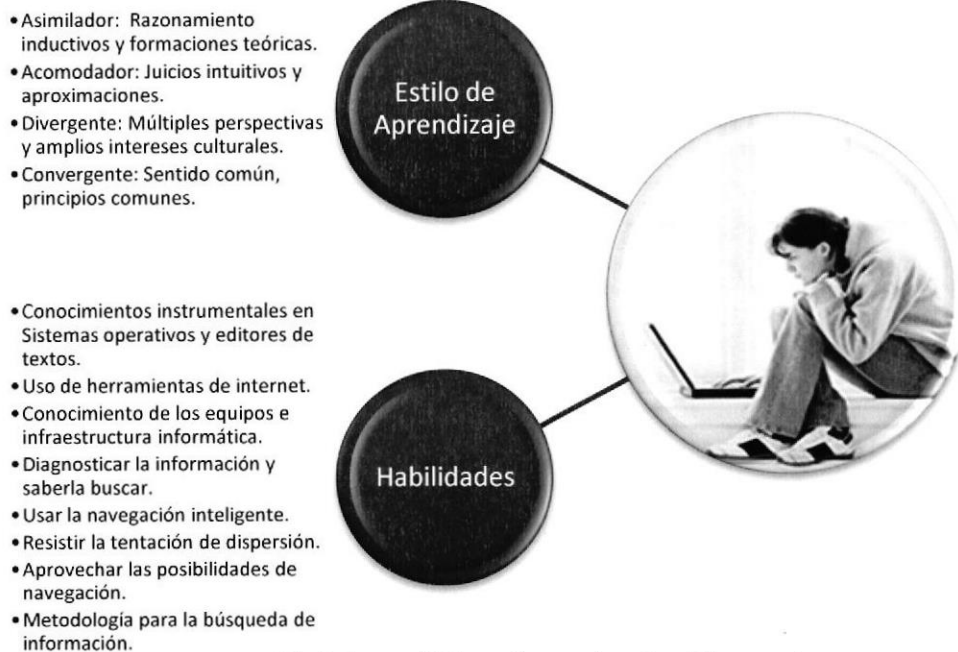 •Asimilador: Razonamiento
inductivos y formaciones teóricas.
•Acomodador: Juicios intuitivos y
aproximaciones.
•Divergente: Múltiples perspectivas
y amplios intereses culturales.
•Convergente: Sentido común,
principios comunes.
Estilo de
Aprendizaje
•Conocimientos instrumentales en
Sistemas operativos y editores de
textos.
•Uso de herramientas de internet.
•Conocimiento de los equipos e
infraestructura informática.
•Diagnosticar la información y
saberla buscar.
•Usar la navegación inteligente.
•Resistir la tentación de dispersión.
•Aprovechar las posibilidades de
navegación.
•Metodología para la búsqueda de
información.
Habilidades